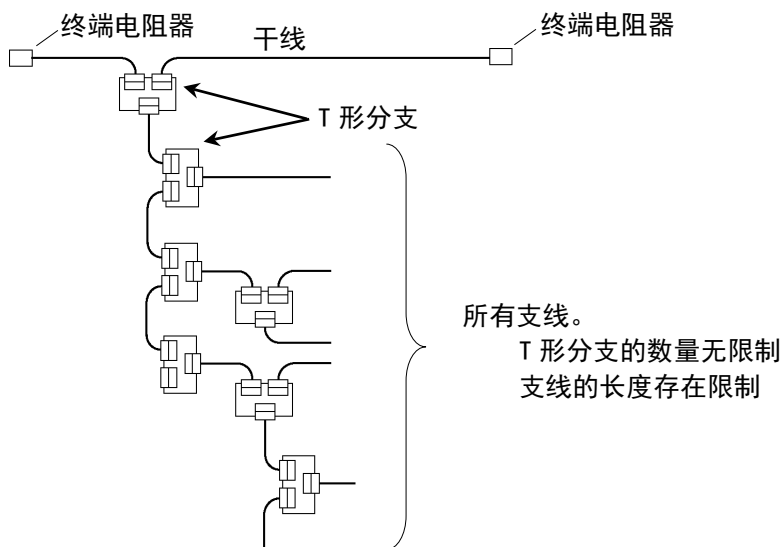 终端电阻器
终端电阻器
干线
T 形分支
所有支线。
T 形分支的数量无限制
支线的长度存在限制